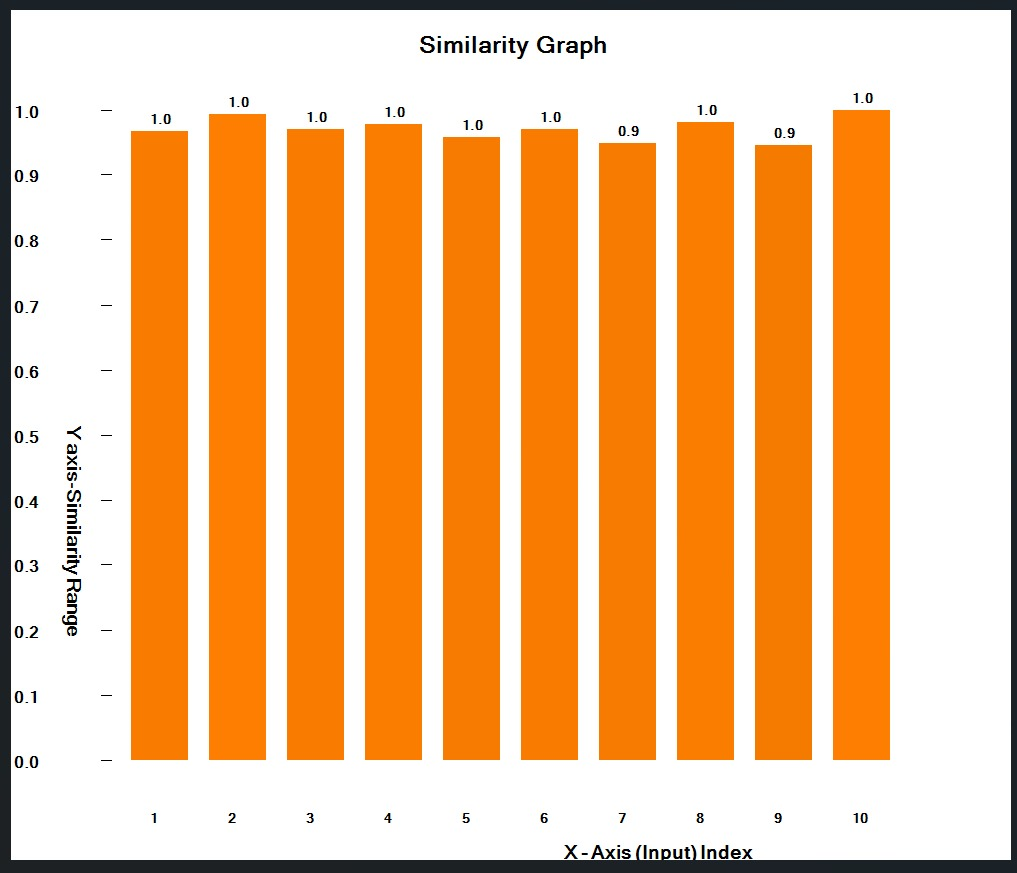 Similarity Graph
1.0
0.9
0.8
0.7
0.6
0.5
0.4
0.3
0.2
0.1
0.0
Y axis-Similarity Range
1.0 1.0 1.0 1.0 1.0 1.0 0.9 1.0 0.9 1.0
1 2 3 4 5 6 7 8 9 10
X - Axis (Input) Index